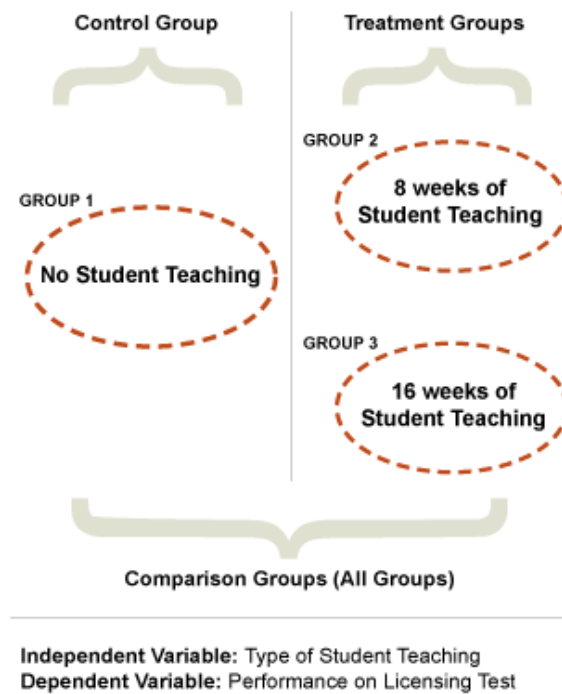 Control Group
Treatment Groups
GROUP 1
No Student Teaching
GROUP 2
8 weeks of
Student Teaching
GROUP 3
16 weeks of
Student Teaching
Comparison Groups (All Groups)
Independent Variable: Type of Student Teaching
Dependent Variable: Performance on Licensing Test